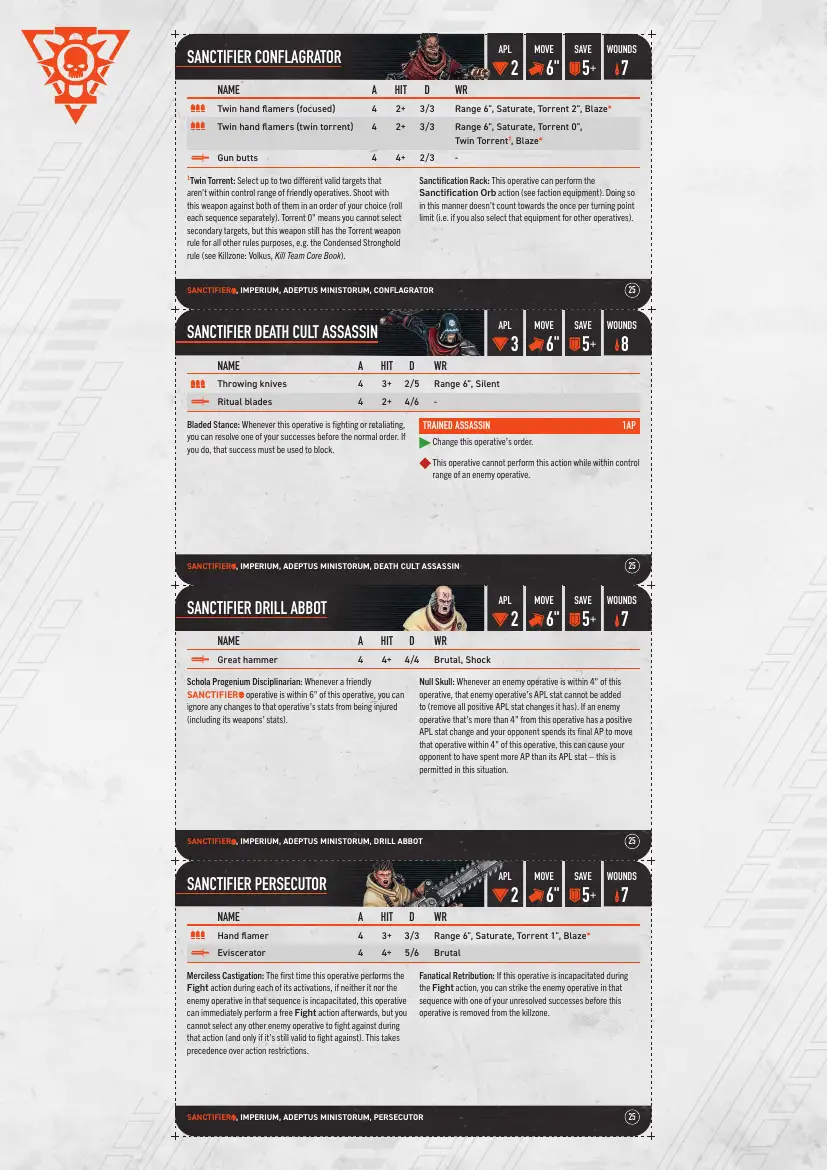 SANCTIFIER CONFLAGRATOR
APL MOVE SAVE WOUNDS
2 6" 5+ 7
NAME A HIT D WR
Twin hand flamers (focused) 4 2+ 3/3 Range 6", Saturate, Torrent 2", Blaze*
Twin hand flamers (twin torrent) 4 2+ 3/3 Range 6", Saturate, Torrent 0",
Twin Torrent¹, Blaze*
Gun butts 4 4+ 2/3 -
¹Twin Torrent: Select up to two different valid targets that
aren't within control range of friendly operatives. Shoot with
this weapon against both of them in an order of your choice (roll
each sequence separately). Torrent 0" means you cannot select
secondary targets, but this weapon still has the Torrent weapon
rule for all other rules purposes, e.g. the Condensed Stronghold
rule (see Killzone: Volkus, Kill Team Core Book).
Sanctification Rack: This operative can perform the
Sanctification Orb action (see faction equipment). Doing so
in this manner doesn't count towards the once per turning point
limit (i.e. if you also select that equipment for other operatives).
SANCTIFIER, IMPERIUM, ADEPTUS MINISTORUM, CONFLAGRATOR
25
SANCTIFIER DEATH CULT ASSASSIN
APL MOVE SAVE WOUNDS
3 6" 5+ 8
NAME A HIT D WR
Throwing knives 4 3+ 2/5 Range 6", Silent
Ritual blades 4 2+ 4/6 -
Bladed Stance: Whenever this operative is fighting or retaliating,
you can resolve one of your successes before the normal order. If
you do, that success must be used to block.
TRAINED ASSASSIN 1AP
Change this operative's order.
This operative cannot perform this action while within control
range of an enemy operative.
SANCTIFIER, IMPERIUM, ADEPTUS MINISTORUM, DEATH CULT ASSASSIN
25
SANCTIFIER DRILL ABBOT
APL MOVE SAVE WOUNDS
2 6" 5+ 7
NAME A HIT D WR
Great hammer 4 4+ 4/4 Brutal, Shock
Schola Progenium Disciplinarian: Whenever a friendly
SANCTIFIER operative is within 6" of this operative, you can
ignore any changes to that operative's stats from being injured
(including its weapons' stats).
Null Skull: Whenever an enemy operative is within 4" of this
operative, that enemy operative's APL stat cannot be added
to (remove all positive APL stat changes it has). If an enemy
operative that's more than 4" from this operative has a positive
APL stat change and your opponent spends its final AP to move
that operative within 4" of this operative, this can cause your
opponent to have spent more AP than its APL stat – this is
permitted in this situation.
SANCTIFIER, IMPERIUM, ADEPTUS MINISTORUM, DRILL ABBOT
25
SANCTIFIER PERSECUTOR
APL MOVE SAVE WOUNDS
2 6" 5+ 7
NAME A HIT D WR
Hand flamer 4 3+ 3/3 Range 6", Saturate, Torrent 1", Blaze*
Eviscerator 4 4+ 5/6 Brutal
Merciless Castigation: The first time this operative performs the
Fight action during each of its activations, if neither it nor the
enemy operative in that sequence is incapacitated, this operative
can immediately perform a free Fight action afterwards, but you
cannot select any other enemy operative to fight against during
that action (and only if it's still valid to fight against). This takes
precedence over action restrictions.
Fanatical Retribution: If this operative is incapacitated during
the Fight action, you can strike the enemy operative in that
sequence with one of your unresolved successes before this
operative is removed from the killzone.
SANCTIFIER, IMPERIUM, ADEPTUS MINISTORUM, PERSECUTOR
25